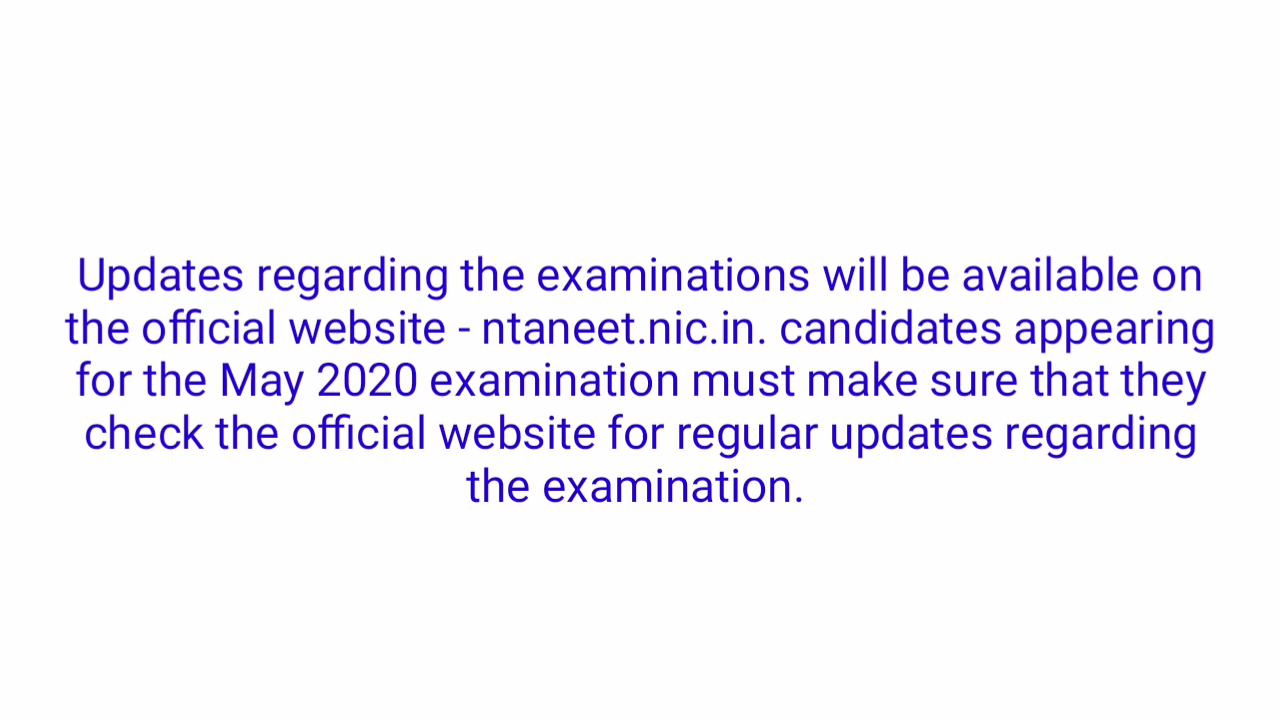 Updates regarding the examinations will be available on
the official website - ntaneet.nic.in. candidates appearing
for the May 2020 examination must make sure that they
check the official website for regular updates regarding
the examination.